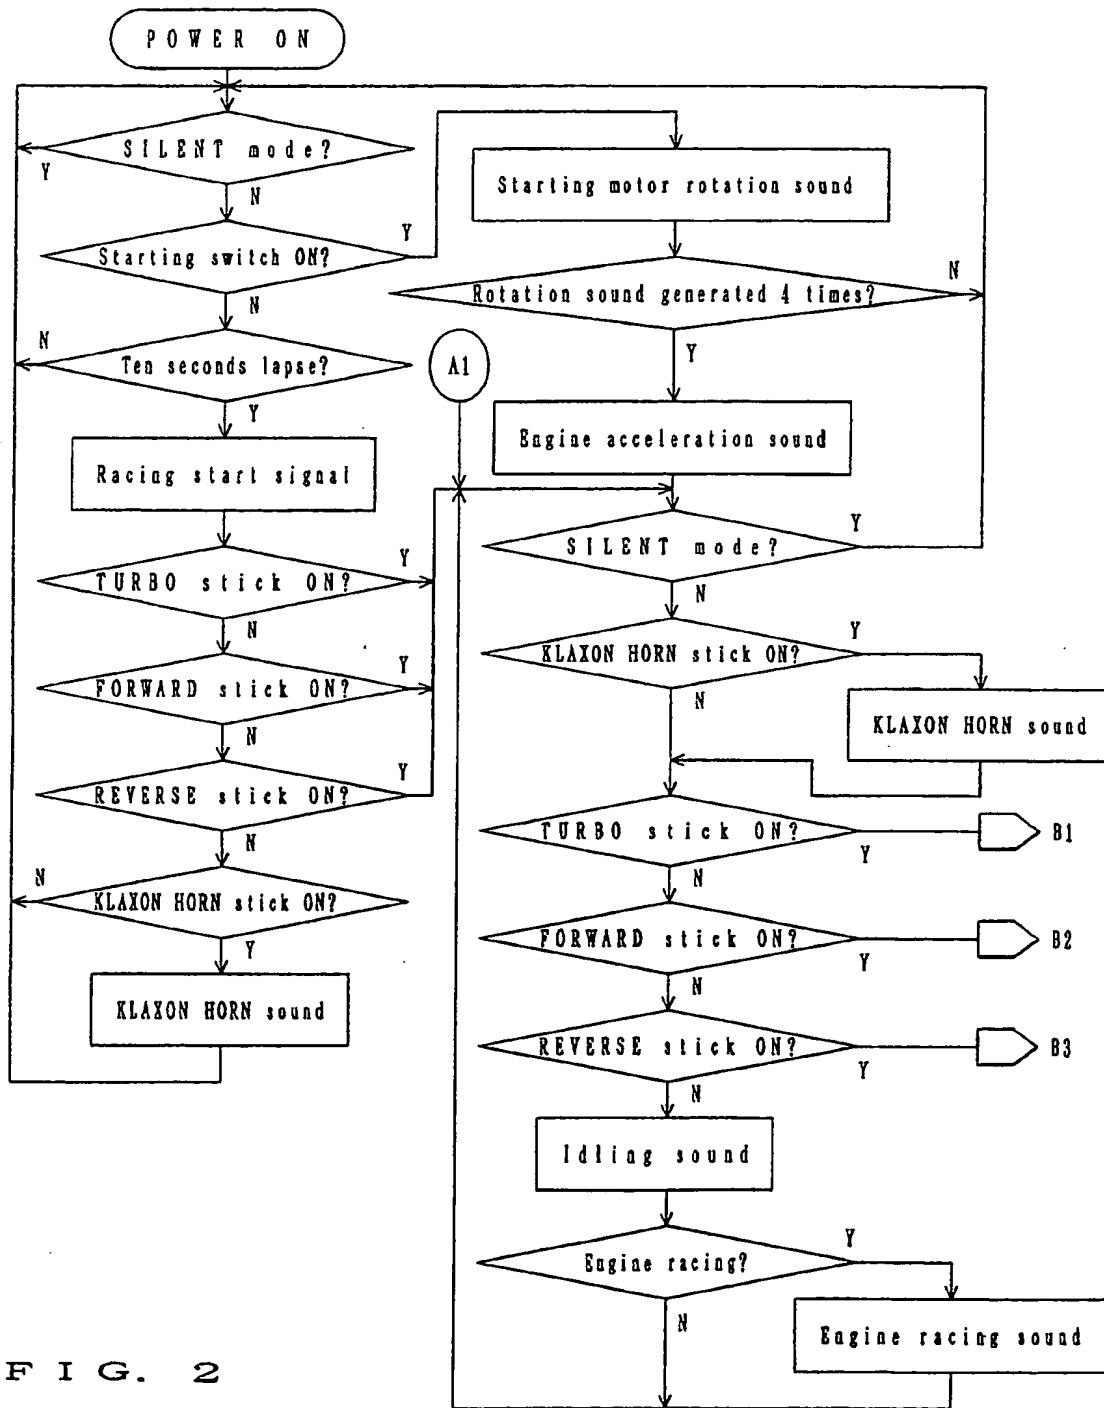 POWER ON
SILENT mode?
Y
N
Starting switch ON?
Y
N
Ten seconds lapse?
N
Y
Racing start signal
TURBO stick ON?
Y
N
FORWARD stick ON?
Y
N
REVERSE stick ON?
Y
N
KLAXON HORN stick ON?
N
Y
KLAXON HORN sound
Starting motor rotation sound
Rotation sound generated 4 times?
N
Y
A1
Engine acceleration sound
SILENT mode?
Y
N
KLAXON HORN stick ON?
Y
N
KLAXON HORN sound
TURBO stick ON?
Y
B1
N
FORWARD stick ON?
Y
B2
N
REVERSE stick ON?
Y
B3
N
Idling sound
Engine racing?
Y
N
Engine racing sound
FIG. 2